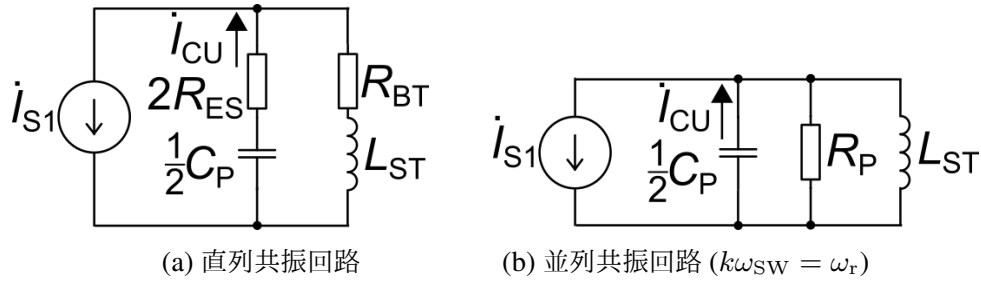 İ_S1
İ_CU
2R_ES
½C_P
R_BT
L_ST
(a) 直列共振回路
İ_S1
İ_CU
½C_P
R_P
L_ST
(b) 並列共振回路 (kω_SW = ω_r)